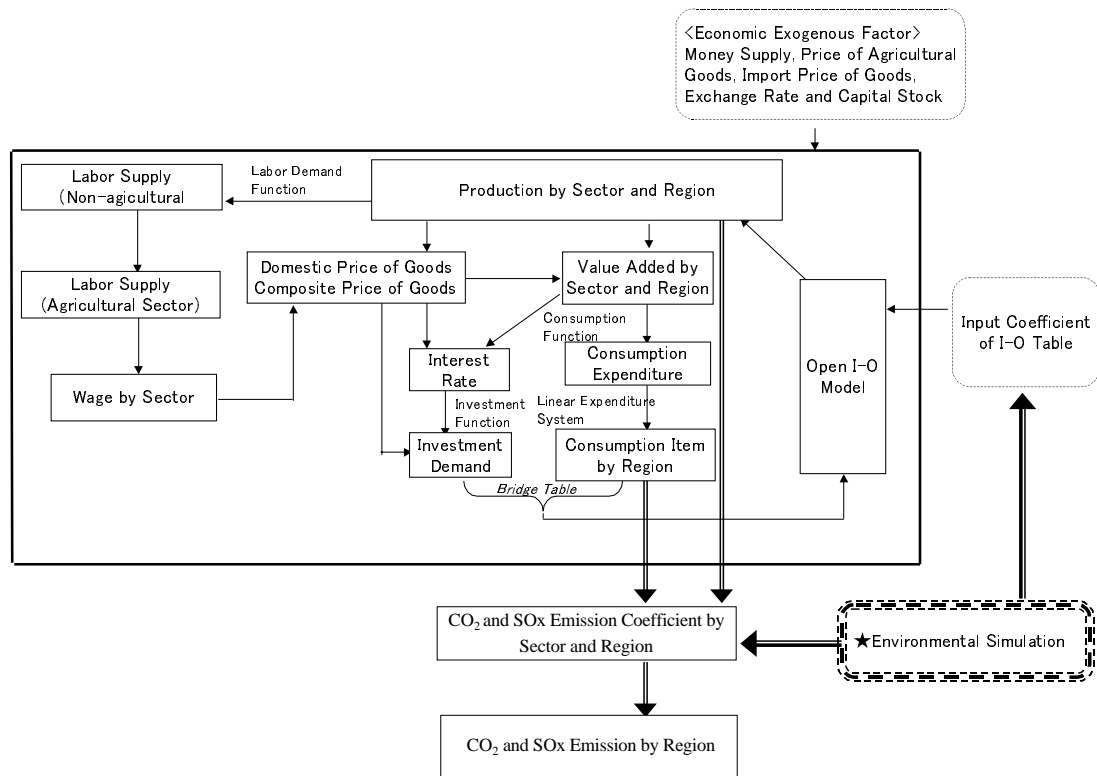 <Economic Exogenous Factor>
Money Supply, Price of Agricultural
Goods, Import Price of Goods,
Exchange Rate and Capital Stock
Labor Supply
(Non-agicultural
Labor Demand
Function
Production by Sector and Region
Labor Supply
(Agricultural Sector)
Domestic Price of Goods
Composite Price of Goods
Value Added by
Sector and Region
Consumption
Function
Input Coefficient
of I-O Table
Interest
Rate
Consumption
Expenditure
Open I-O
Model
Wage by Sector
Investment
Function
Linear Expenditure
System
Investment
Demand
Consumption Item
by Region
Bridge Table
CO2 and SOx Emission Coefficient by
Sector and Region
★Environmental Simulation
CO2 and SOx Emission by Region